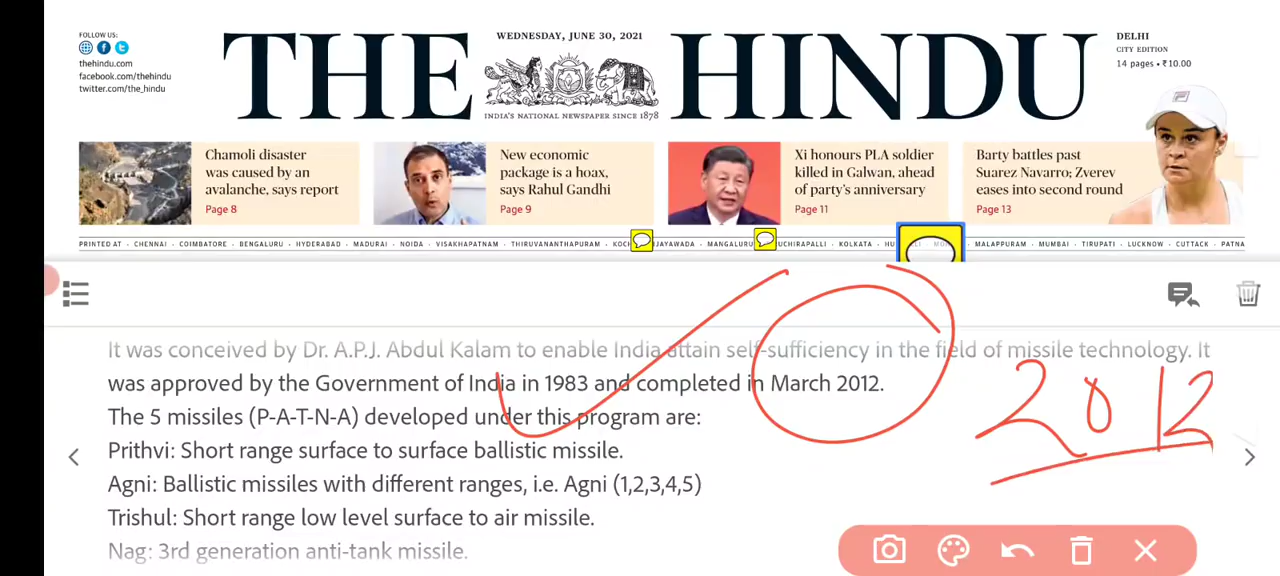 FOLLOW US:
thehindu.com
facebook.com/thehindu
twitter.com/the_hindu
THE HINDU
WEDNESDAY, JUNE 30, 2021
INDIA'S NATIONAL NEWSPAPER SINCE 1878
DELHI
CITY EDITION
14 pages • ₹10.00
Chamoli disaster
was caused by an
avalanche, says report
Page 8
New economic
package is a hoax,
says Rahul Gandhi
Page 9
Xi honours PLA soldier
killed in Galwan, ahead
of party's anniversary
Page 11
Barty battles past
Suarez Navarro; Zverev
eases into second round
Page 13
PRINTED AT • CHENNAI • COIMBATORE • BENGALURU • HYDERABAD • MADURAI • NOIDA • VISAKHAPATNAM • THIRUVANANTHAPURAM • KOCH IJAYAWADA • MANGALURU UCHIRAPALLI • KOLKATA • HU • MALAPPURAM • MUMBAI • TIRUPATI • LUCKNOW • CUTTACK • PATNA
It was conceived by Dr. A.P.J. Abdul Kalam to enable India attain self-sufficiency in the field of missile technology. It
was approved by the Government of India in 1983 and completed in March 2012.
2012
The 5 missiles (P-A-T-N-A) developed under this program are:
Prithvi: Short range surface to surface ballistic missile.
Agni: Ballistic missiles with different ranges, i.e. Agni (1,2,3,4,5)
Trishul: Short range low level surface to air missile.
Nag: 3rd generation anti-tank missile.